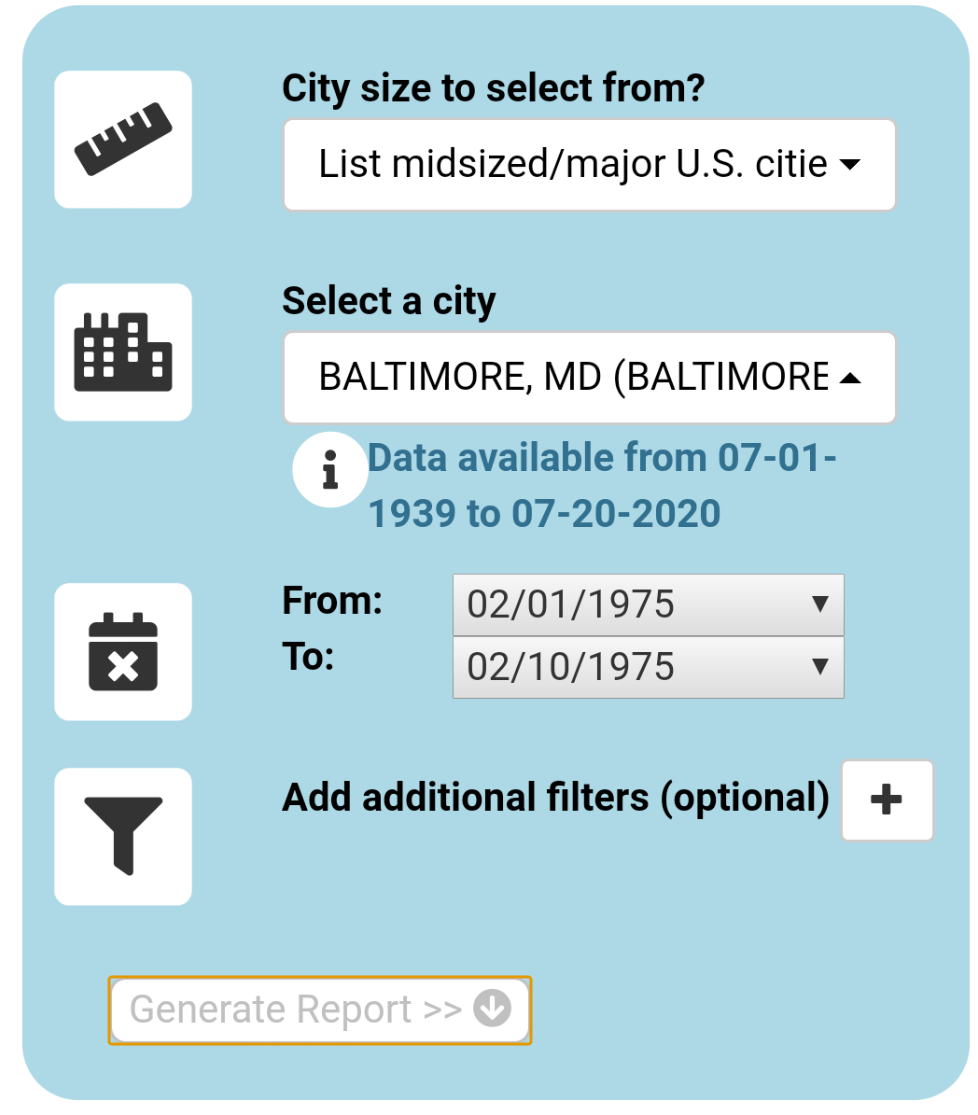 City size to select from?
List midsized/major U.S. citie
Select a city
BALTIMORE, MD (BALTIMORE
Data available from 07-01-
1939 to 07-20-2020
From:
02/01/1975
To:
02/10/1975
Add additional filters (optional)
Generate Report >>